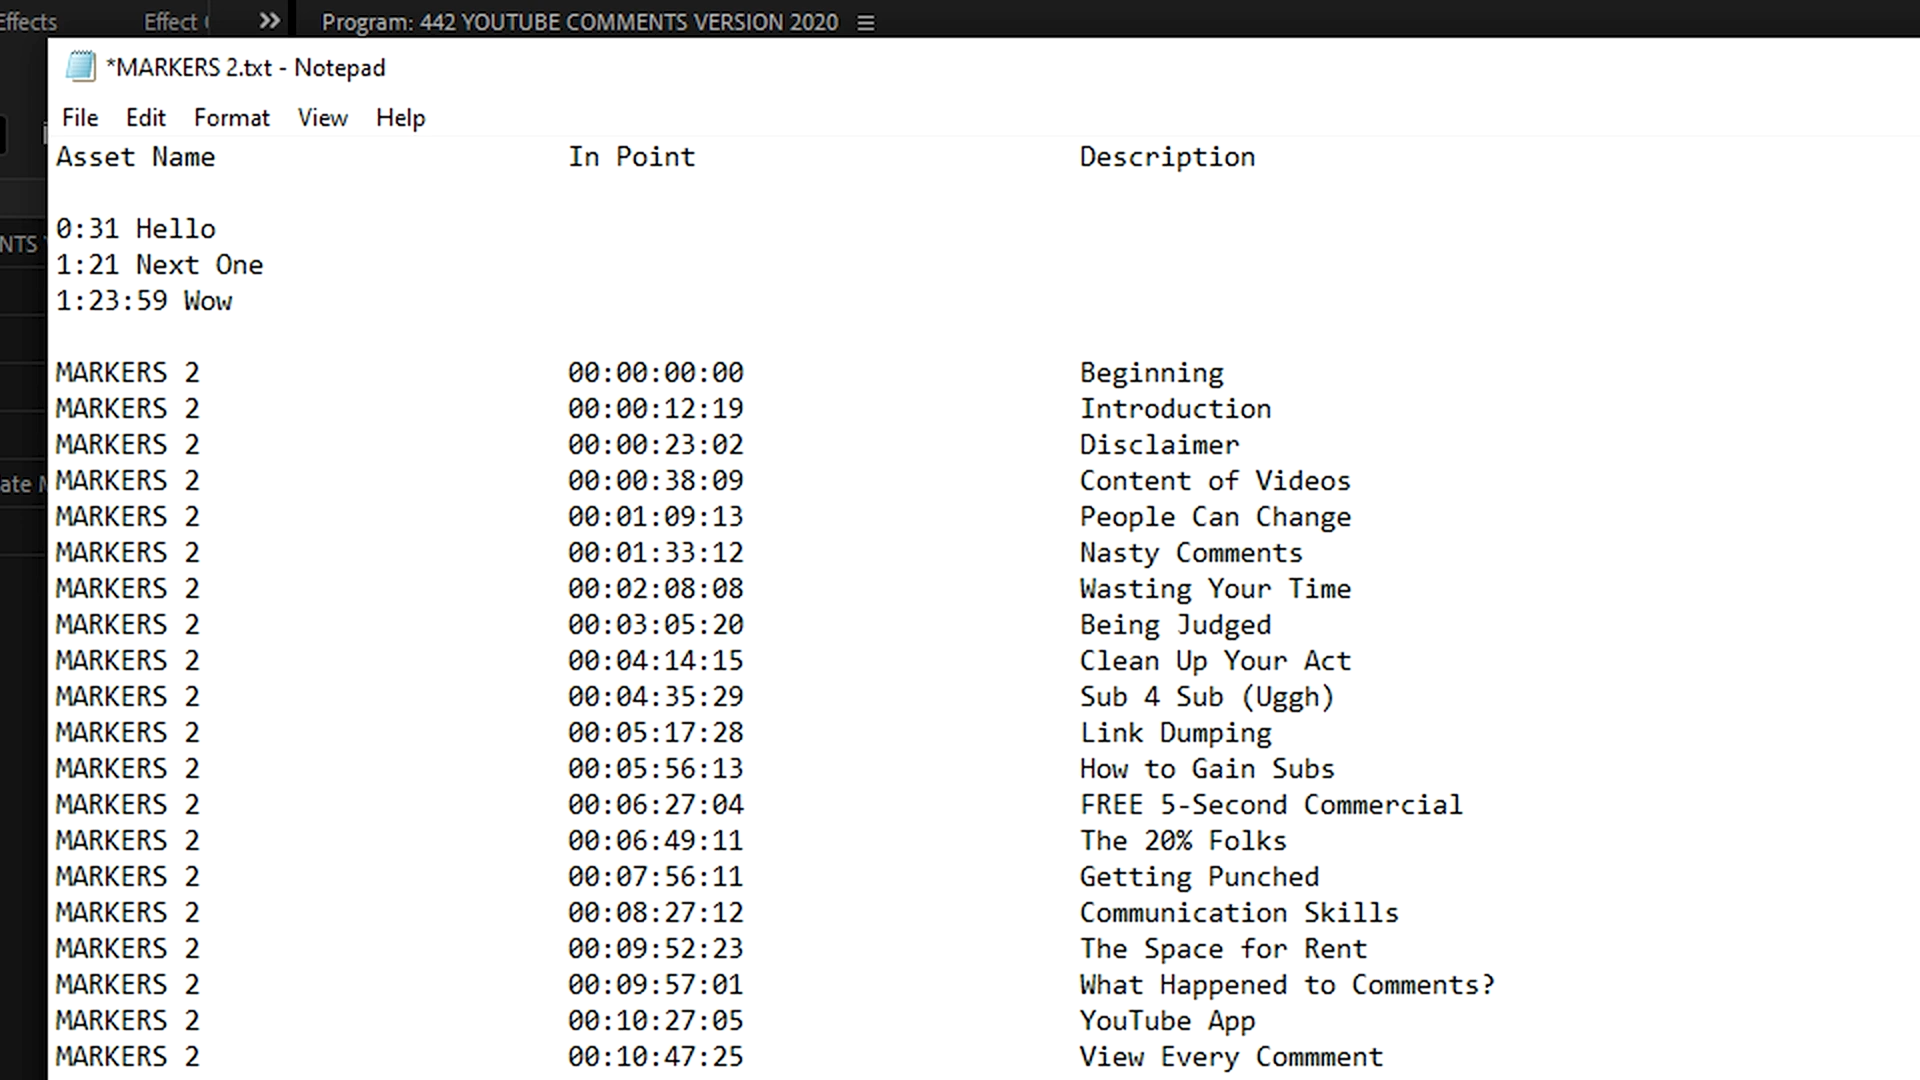 Effects Effect Program: 442 YOUTUBE COMMENTS VERSION 2020
*MARKERS 2.txt - Notepad
File Edit Format View Help
Asset Name In Point Description
0:31 Hello
NTS
1:21 Next One
1:23:59 Wow
MARKERS 2 00:00:00:00 Beginning
MARKERS 2 00:00:12:19 Introduction
MARKERS 2 00:00:23:02 Disclaimer
ate MARKERS 2 00:00:38:09 Content of Videos
MARKERS 2 00:01:09:13 People Can Change
MARKERS 2 00:01:33:12 Nasty Comments
MARKERS 2 00:02:08:08 Wasting Your Time
MARKERS 2 00:03:05:20 Being Judged
MARKERS 2 00:04:14:15 Clean Up Your Act
MARKERS 2 00:04:35:29 Sub 4 Sub (Uggh)
MARKERS 2 00:05:17:28 Link Dumping
MARKERS 2 00:05:56:13 How to Gain Subs
MARKERS 2 00:06:27:04 FREE 5-Second Commercial
MARKERS 2 00:06:49:11 The 20% Folks
MARKERS 2 00:07:56:11 Getting Punched
MARKERS 2 00:08:27:12 Communication Skills
MARKERS 2 00:09:52:23 The Space for Rent
MARKERS 2 00:09:57:01 What Happened to Comments?
MARKERS 2 00:10:27:05 YouTube App
MARKERS 2 00:10:47:25 View Every Commment